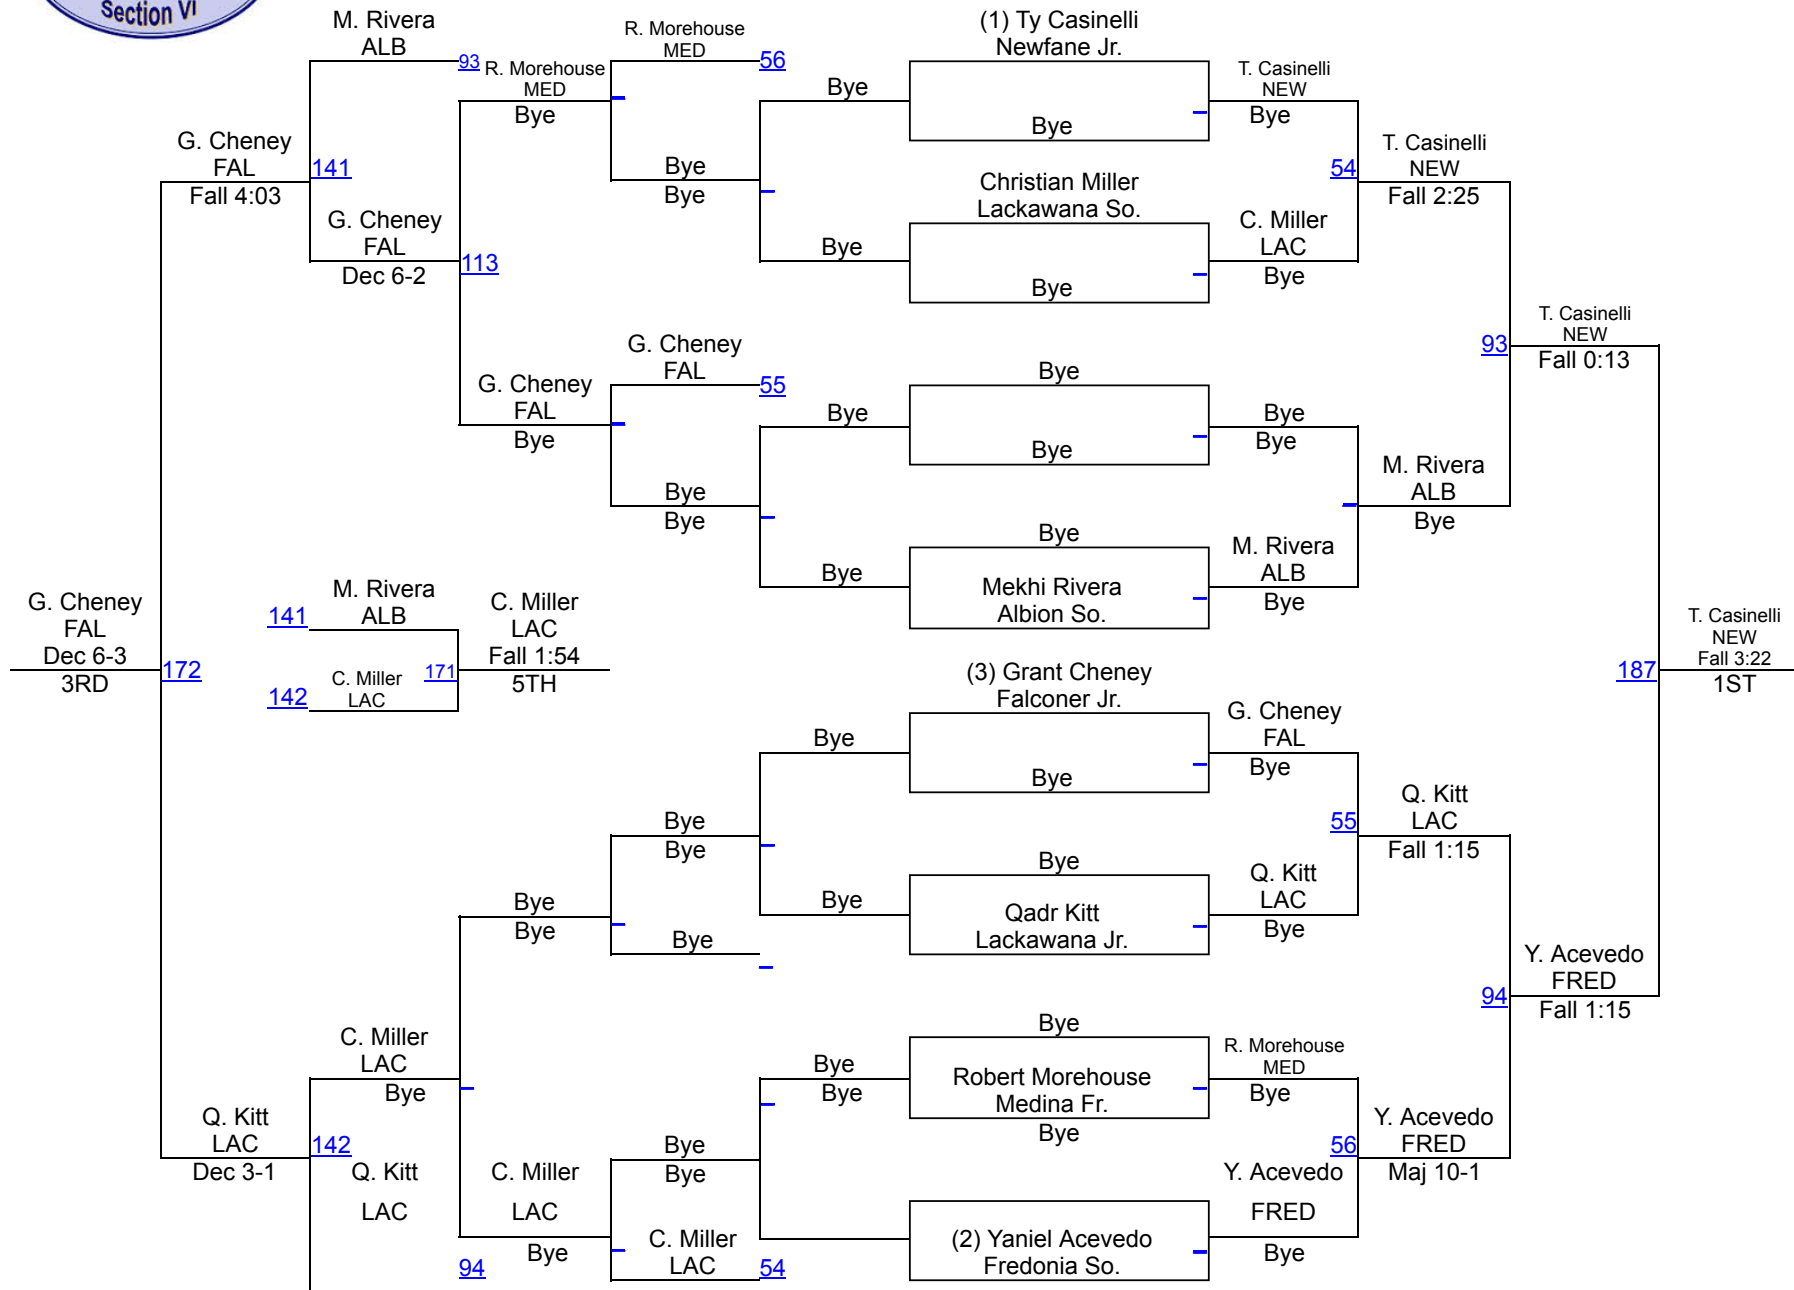 Section VI
M. Rivera
ALB
93
R. Morehouse
MED
Bye
R. Morehouse
MED
56
(1) Ty Casinelli
Newfane Jr.
Bye
Bye
T. Casinelli
NEW
Bye
G. Cheney
FAL
Fall 4:03
141
Bye
Bye
Christian Miller
Lackawana So.
54
T. Casinelli
NEW
Fall 2:25
G. Cheney
FAL
Dec 6-2
113
Bye
Bye
C. Miller
LAC
Bye
G. Cheney
FAL
55
Bye
93
T. Casinelli
NEW
Fall 0:13
G. Cheney
FAL
Bye
Bye
Bye
Bye
Bye
M. Rivera
ALB
Bye
Bye
Bye
Bye
Bye
Mekhi Rivera
Albion So.
M. Rivera
ALB
Bye
G. Cheney
FAL
Dec 6-3
3RD
172
141
M. Rivera
ALB
142
C. Miller
LAC
171
C. Miller
LAC
Fall 1:54
5TH
187
T. Casinelli
NEW
Fall 3:22
1ST
(3) Grant Cheney
Falconer Jr.
Bye
Bye
G. Cheney
FAL
Bye
Bye
Bye
55
Q. Kitt
LAC
Fall 1:15
Bye
Bye
Bye
Bye
Qadr Kitt
Lackawana Jr.
Q. Kitt
LAC
Bye
Bye
94
Y. Acevedo
FRED
Fall 1:15
C. Miller
LAC
Bye
Bye
Bye
Bye
Robert Morehouse
Medina Fr.
Bye
R. Morehouse
MED
Bye
Q. Kitt
LAC
Dec 3-1
142
Q. Kitt
LAC
C. Miller
LAC
Bye
94
Bye
Bye
C. Miller
LAC
54
(2) Yaniel Acevedo
Fredonia So.
56
Y. Acevedo
FRED
Bye
Y. Acevedo
FRED
Maj 10-1